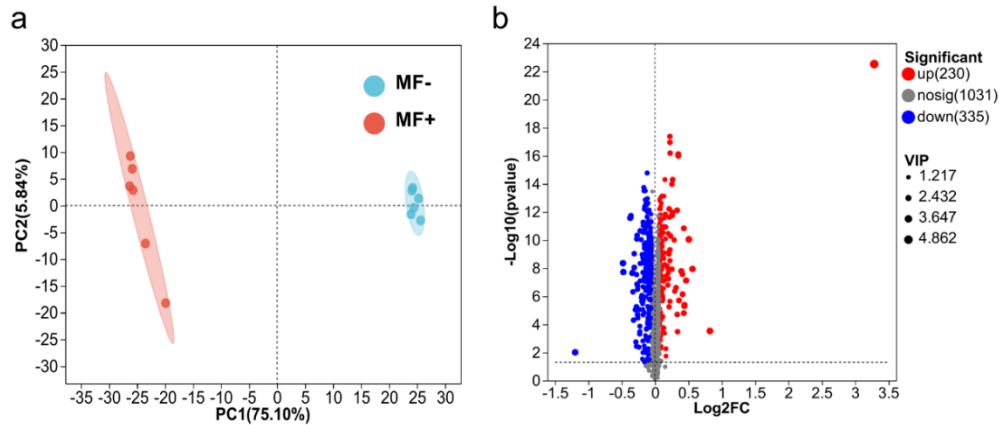 a
30
25
20
15
10
5
0
-5
-10
-15
-20
-25
-30
PC2(5.84%)
MF-
MF+
-35 -30 -25 -20 -15 -10 -5 0 5 10 15 20 25 30
PC1(75.10%)
b
24
22
20
18
16
14
12
10
8
6
4
2
0
-Log10(pvalue)
-1.5 -1 -0.5 0 0.5 1 1.5 2 2.5 3 3.5
Log2FC
Significant
up(230)
nosig(1031)
down(335)
VIP
1.217
2.432
3.647
4.862